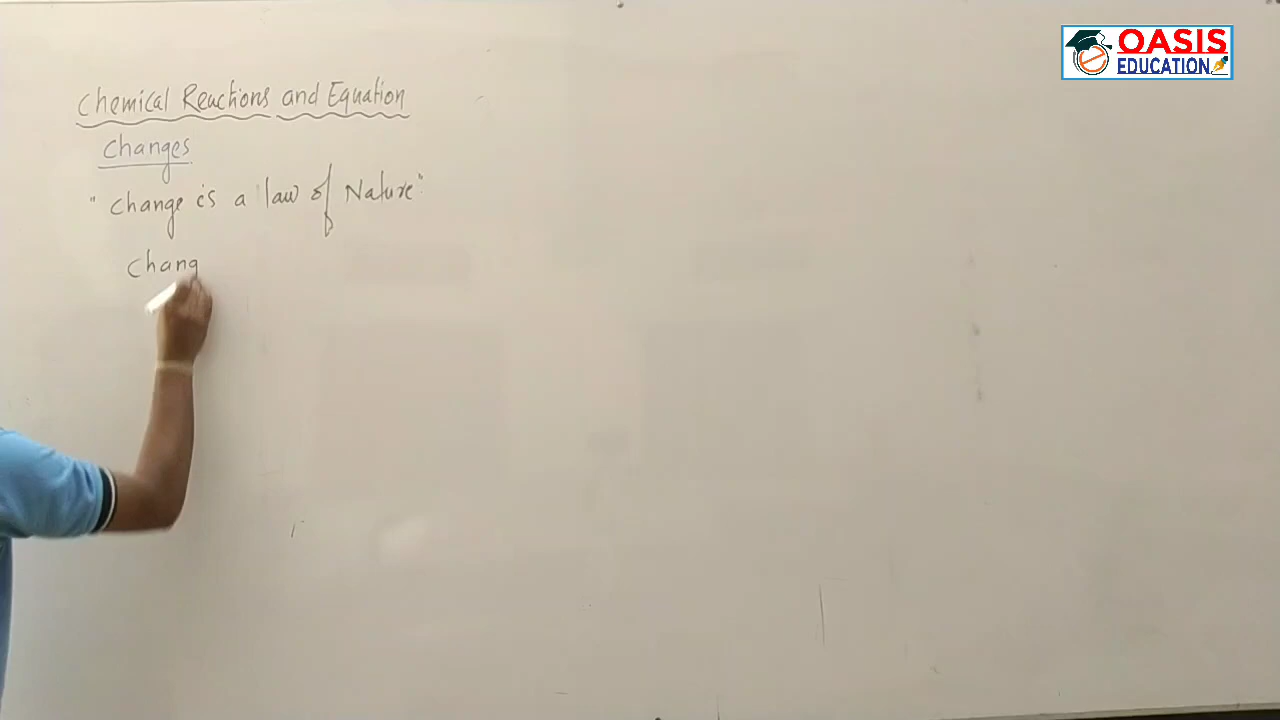 OASIS
EDUCATION
Chemical Reactions and Equation
Changes
"Change is a law of Nature".
Chang